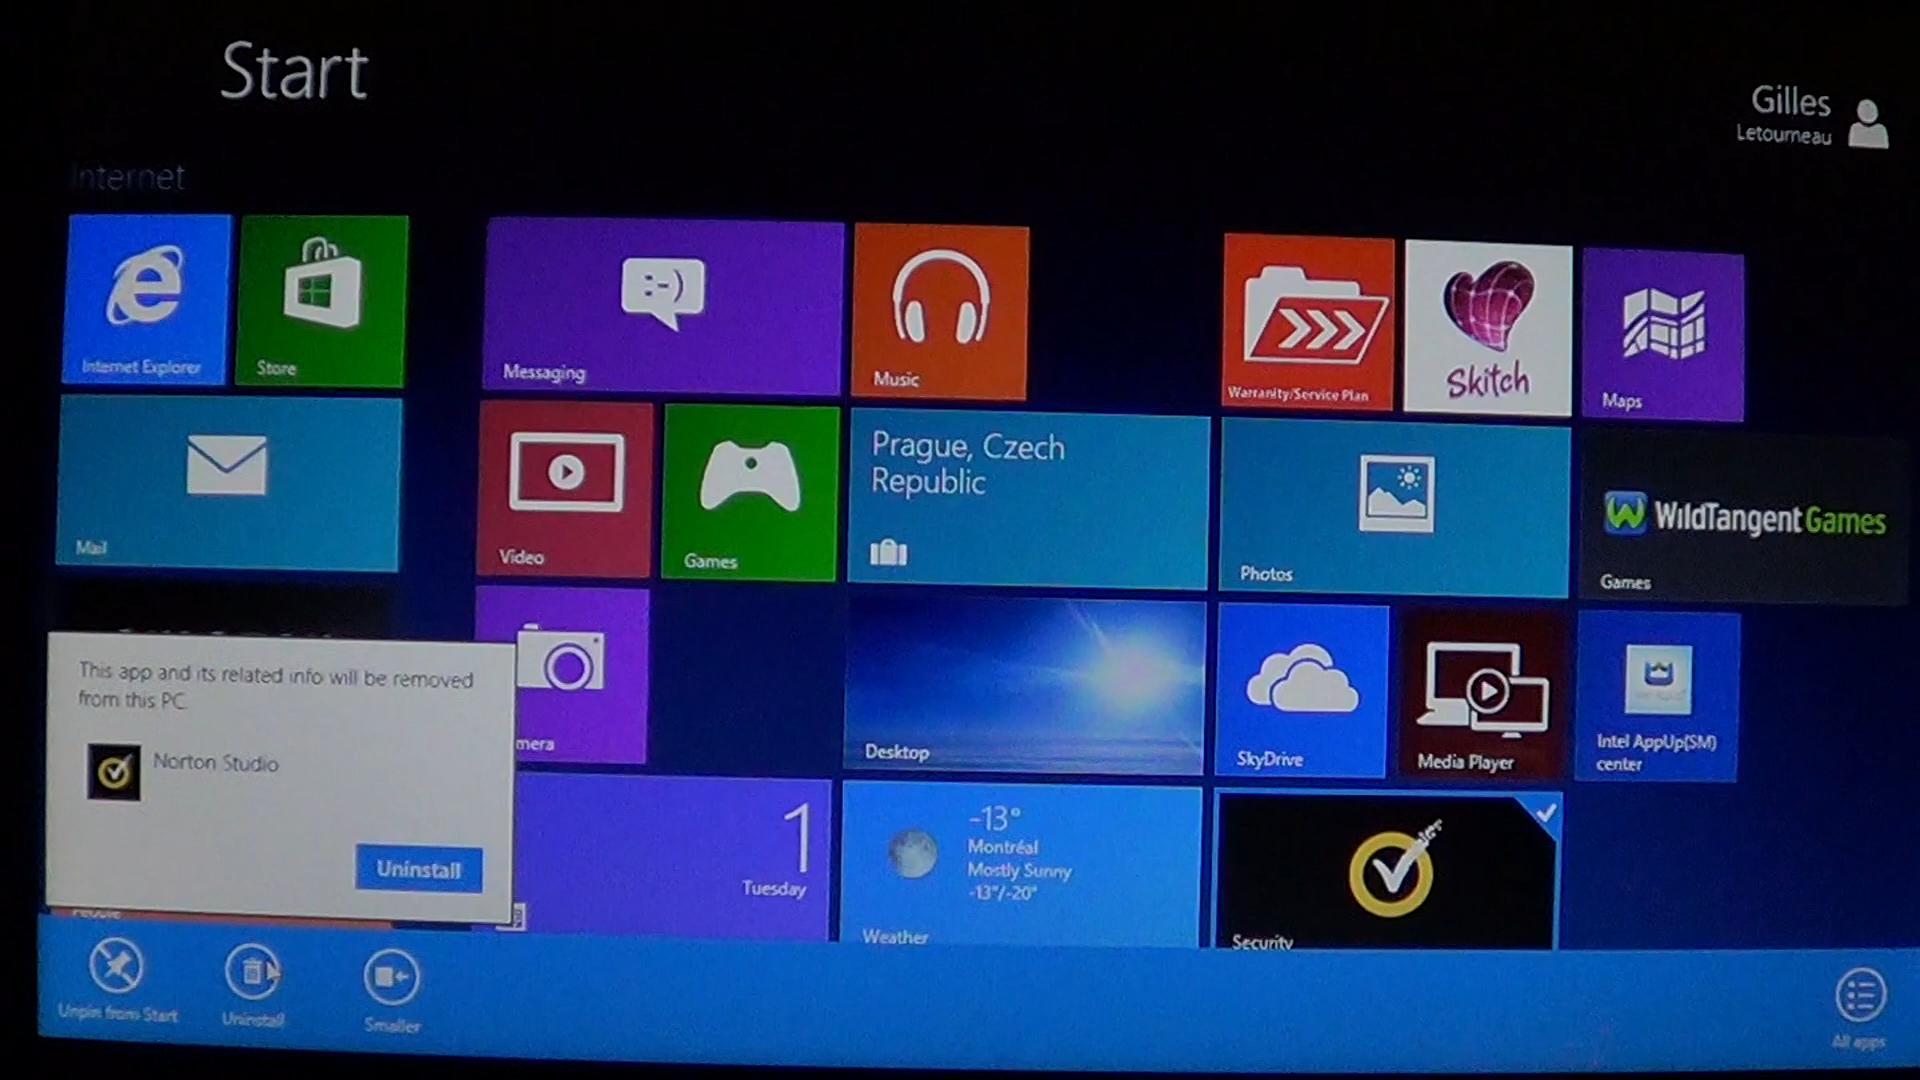 Start
Gilles
Letourneau
Internet
Internet Explorer
Store
Messaging
Music
Warranty/Service Plan
Skitch
Maps
Mail
Video
Games
Prague, Czech
Republic
Photos
WildTangent Games
Games
mera
Desktop
SkyDrive
Media Player
Intel AppUp(SM)
center
This app and its related info will be removed
from this PC.
Norton Studio
Uninstall
People
1
Tuesday
-13°
Montréal
Mostly Sunny
-13°/-20°
Weather
Security
Unpin from Start
Uninstall
Smaller
All apps